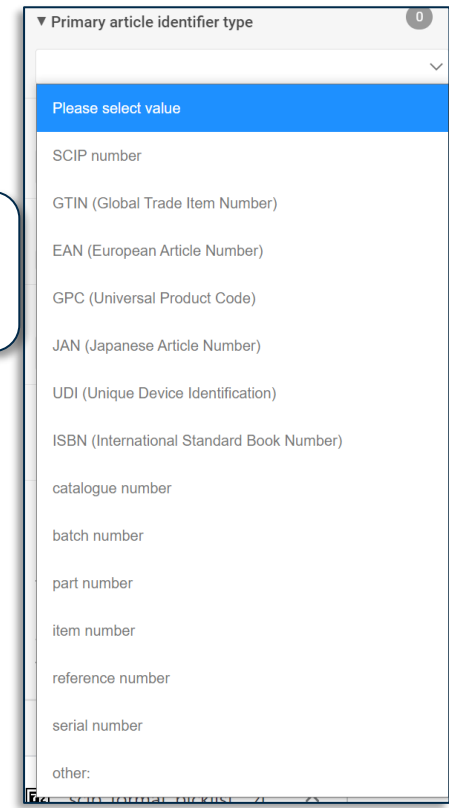 ▼ Primary article identifier type
0
Please select value
SCIP number
GTIN (Global Trade Item Number)
EAN (European Article Number)
GPC (Universal Product Code)
JAN (Japanese Article Number)
UDI (Unique Device Identification)
ISBN (International Standard Book Number)
catalogue number
batch number
part number
item number
reference number
serial number
other: